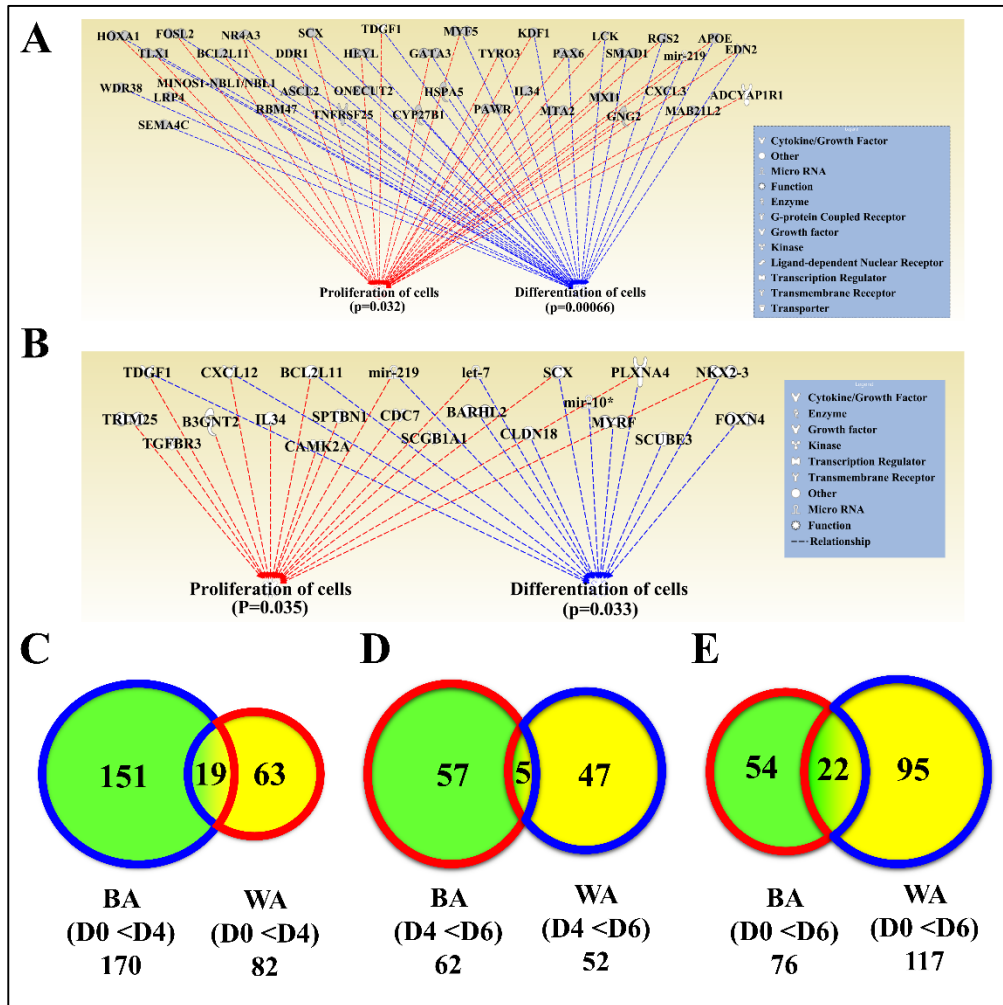 A
HOXA1 FOSL2 NR4A3 SCX TDGF1 MYF5 KDF1 LCK RGS2 APOE
TLX1 BCL2L11 DDR1 HEYL GATA3 TYRO3 PAX6 SMAD1 mir-219 EDN2
WDR38 LRP4 MINOS1-NBL1/NBL1 ASCL2 ONECUT2 HSPA5 IL34 MXI1 CXCL3 ADCYAP1R1
SEMA4C RBM47 TNFRSF25 CYP27B1 PAWR MTA2 GNG2 MAB21L2
Legend
Cytokine/Growth Factor
Other
Micro RNA
Function
Enzyme
G-protein Coupled Receptor
Growth factor
Kinase
Ligand-dependent Nuclear Receptor
Transcription Regulator
Transmembrane Receptor
Transporter
Proliferation of cells Differentiation of cells
(p=0.032) (p=0.00066)
B
TDGF1 CXCL12 BCL2L11 mir-219 let-7 SCX PLXNA4 NKX2-3
TRIM25 B3GNT2 IL34 SPTBN1 CDC7 BARHL2 mir-10* MYRF FOXN4
TGFBR3 CAMK2A SCGB1A1 CLDN18 SCUBE3
Legend
Cytokine/Growth Factor
Enzyme
Growth factor
Kinase
Transcription Regulator
Transmembrane Receptor
Other
Micro RNA
Function
Relationship
Proliferation of cells Differentiation of cells
(P=0.035) (p=0.033)
C D E
151 19 63 57 5 47 54 22 95
BA WA BA WA BA WA
(D0 <D4) (D0 <D4) (D4 <D6) (D4 <D6) (D0 <D6) (D0 <D6)
170 82 62 52 76 117